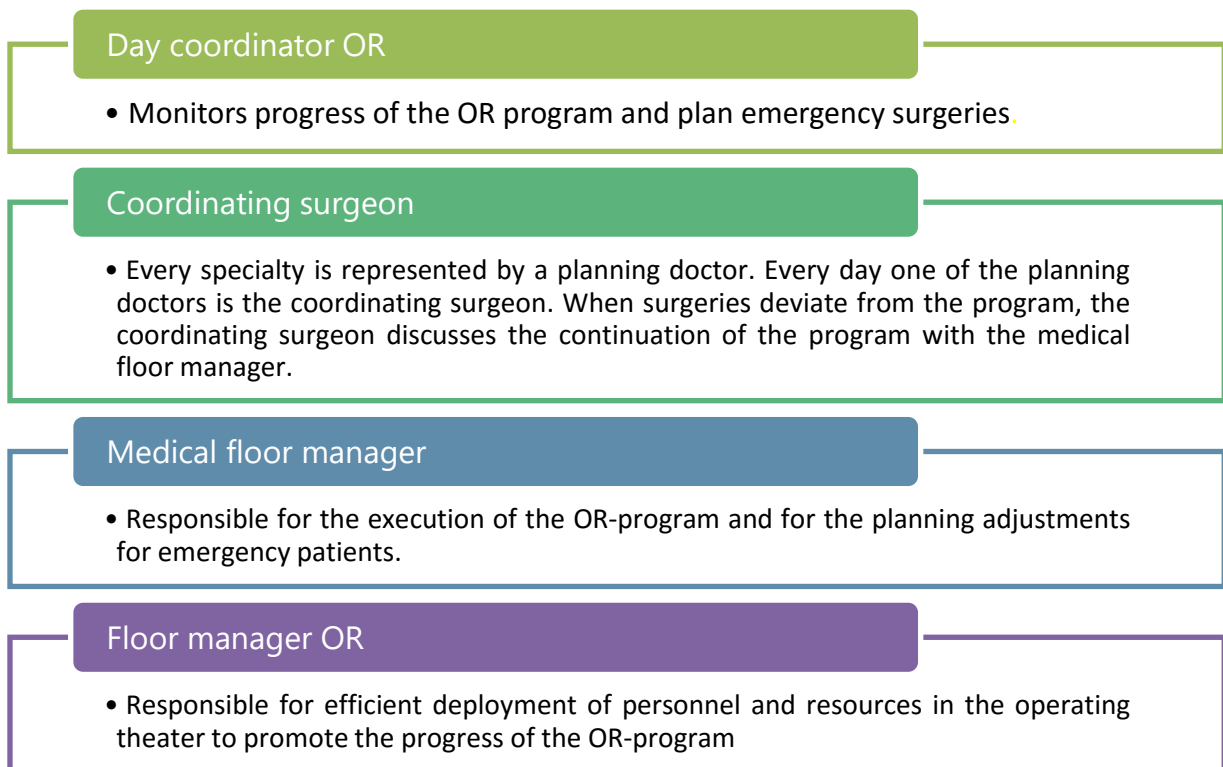 Day coordinator OR
• Monitors progress of the OR program and plan emergency surgeries.
Coordinating surgeon
• Every specialty is represented by a planning doctor. Every day one of the planning
doctors is the coordinating surgeon. When surgeries deviate from the program, the
coordinating surgeon discusses the continuation of the program with the medical
floor manager.
Medical floor manager
• Responsible for the execution of the OR-program and for the planning adjustments
for emergency patients.
Floor manager OR
• Responsible for efficient deployment of personnel and resources in the operating
theater to promote the progress of the OR-program